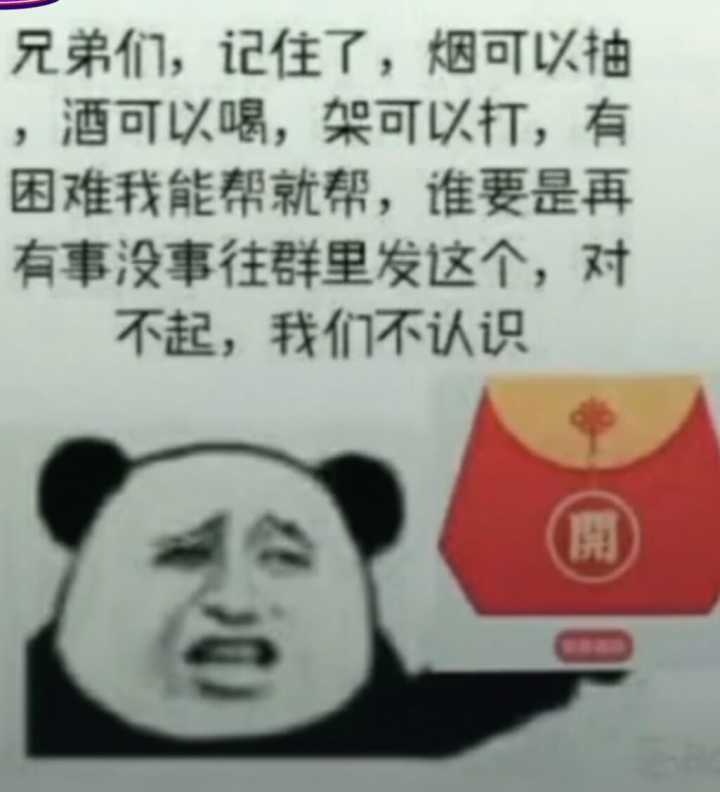 兄弟们，记住了，烟可以抽
，酒可以喝，架可以打，有
困难我能帮就帮，谁要是再
有事没事往群里发这个，对
不起，我们不认识
開